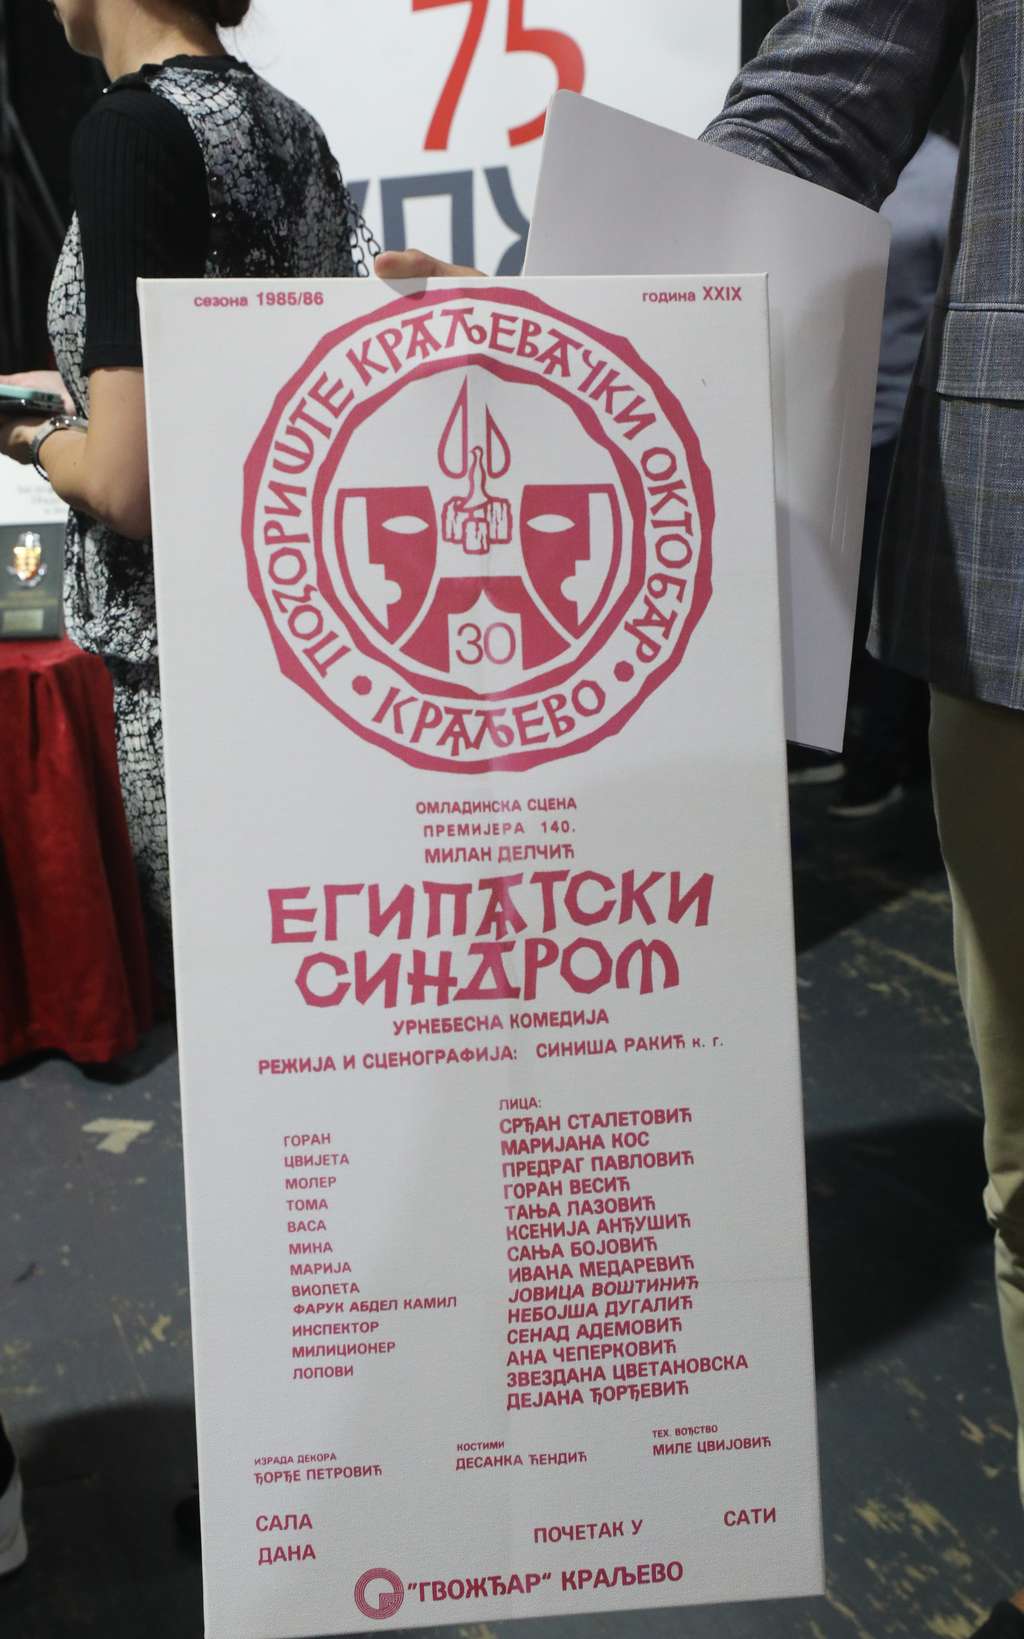 75
сезона 1985/86
година XXIX
ПОЗОРИШТЕ КРАЉЕВАЧКИ ОКТОБАР
• КРАЉЕВО •
30
ОМЛАДИНСКА СЦЕНА
ПРЕМИЈЕРА 140.
МИЛАН ДЕЛЧИЋ
ЕГИПАТСКИ
СИНДРОМ
УРНЕБЕСНА КОМЕДИЈА
РЕЖИЈА И СЦЕНОГРАФИЈА: СИНИША РАКИЋ к. г.
ЛИЦА:
ГОРАН
ЦВИЈЕТА
МОЛЕР
ТОМА
ВАСА
МИНА
МАРИЈА
ВИОЛЕТА
ФАРУК АБДЕЛ КАМИЛ
ИНСПЕКТОР
МИЛИЦИОНЕР
ЛОПОВИ
СРЂАН СТАЛЕТОВИЋ
МАРИЈАНА КОС
ПРЕДРАГ ПАВЛОВИЋ
ГОРАН ВЕСИЋ
ТАЊА ЛАЗОВИЋ
КСЕНИЈА АНЂУШИЋ
САЊА БОЈОВИЋ
ИВАНА МЕДАРЕВИЋ
ЈОВИЦА ВОШТИНИЋ
НЕБОЈША ДУГАЛИЋ
СЕНАД АДЕМОВИЋ
АНА ЧЕПЕРКОВИЋ
ЗВЕЗДАНА ЦВЕТАНОВСКА
ДЕЈАНА ЂОРЂЕВИЋ
ИЗРАДА ДЕКОРА
ЂОРЂЕ ПЕТРОВИЋ
КОСТИМИ
ДЕСАНКА ЂЕНДИЋ
ТЕХ. ВОЂСТВО
МИЛЕ ЦВИЈОВИЋ
САЛА
ДАНА
ПОЧЕТАК У
САТИ
"ГВОЖЂАР" КРАЉЕВО